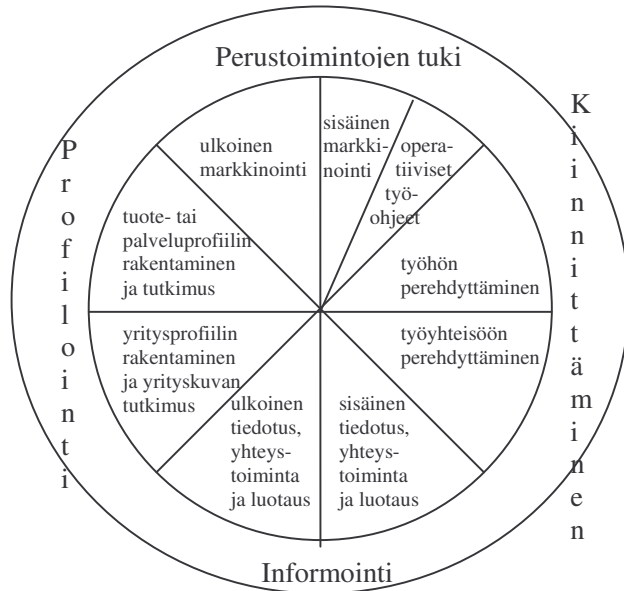 Perustoimintojen tuki
Kiinnittäminen
Informointi
Profilointi
ulkoinen
markkinointi
sisäinen
markki-
nointi
opera-
tiiviset
työ-
ohjeet
työhön
perehdyttäminen
työyhteisöön
perehdyttäminen
sisäinen
tiedotus,
yhteys-
toiminta
ja luotaus
ulkoinen
tiedotus,
yhteys-
toiminta
ja luotaus
yritysprofiilin
rakentaminen
ja yrityskuvan
tutkimus
tuote- tai
palveluprofiilin
rakentaminen
ja tutkimus